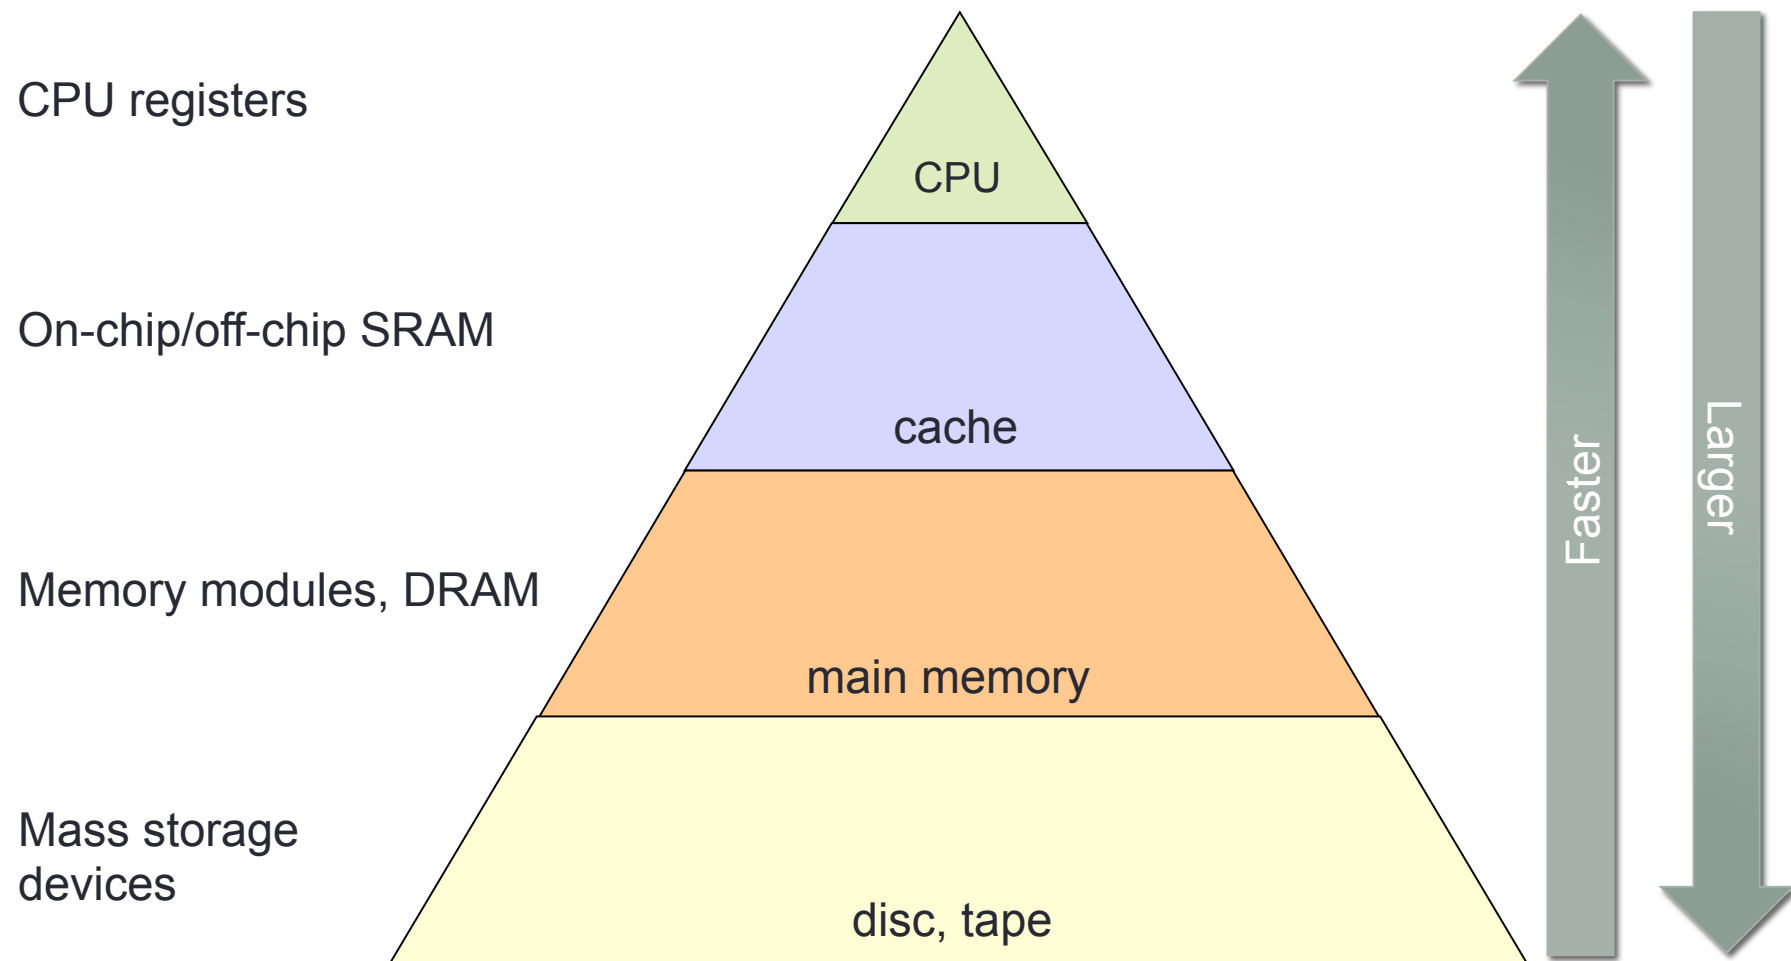 CPU registers
CPU
On-chip/off-chip SRAM
cache
Memory modules, DRAM
main memory
Mass storage
devices
disc, tape
Faster
Larger